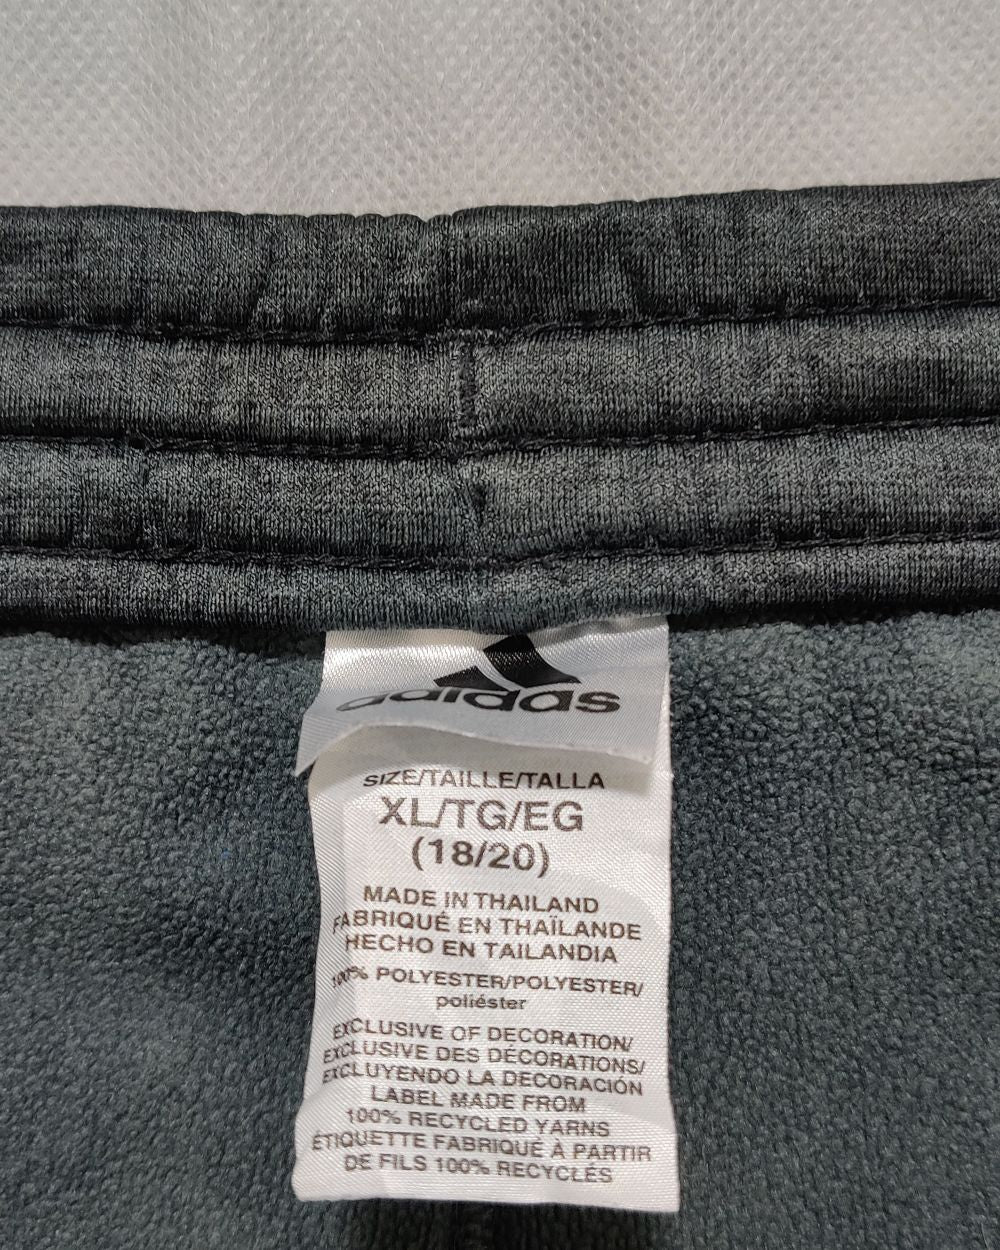 adidas
SIZE/TAILLE/TALLA
XL/TG/EG
(18/20)
MADE IN THAILAND
FABRIQUÉ EN THAÏLANDE
HECHO EN TAILANDIA
100% POLYESTER/POLYESTER/
poliéster
EXCLUSIVE OF DECORATION/
EXCLUSIVE DES DÉCORATIONS/
EXCLUYENDO LA DECORACIÓN
LABEL MADE FROM
100% RECYCLED YARNS
ÉTIQUETTE FABRIQUÉ À PARTIR
DE FILS 100% RECYCLÉS